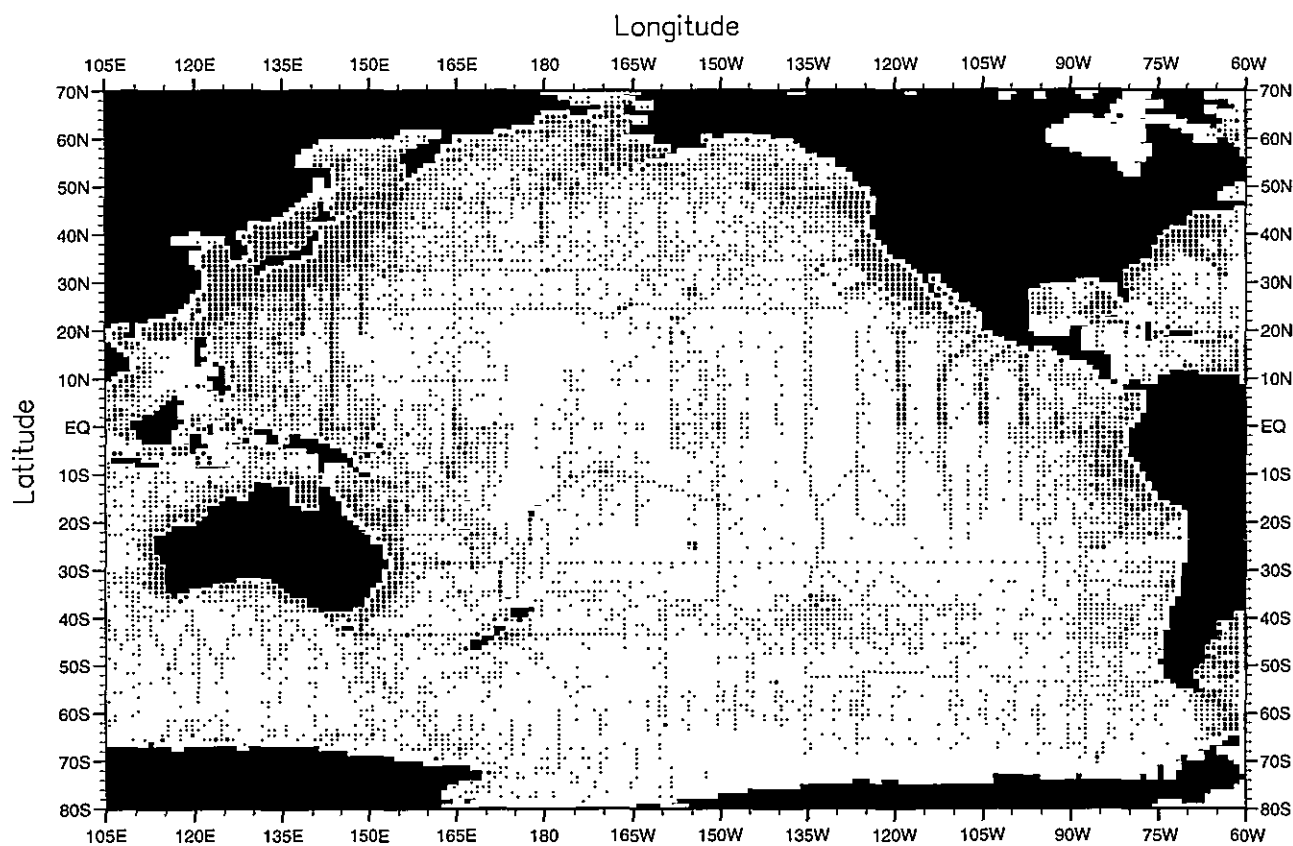 Longitude
105E 120E 135E 150E 165E 180 165W 150W 135W 120W 105W 90W 75W 60W
70N 70N
60N 60N
50N 50N
40N 40N
30N 30N
20N 20N
10N 10N
Latitude
EQ EQ
10S 10S
20S 20S
30S 30S
40S 40S
50S 50S
60S 60S
70S 70S
80S 80S
105E 120E 135E 150E 165E 180 165W 150W 135W 120W 105W 90W 75W 60W